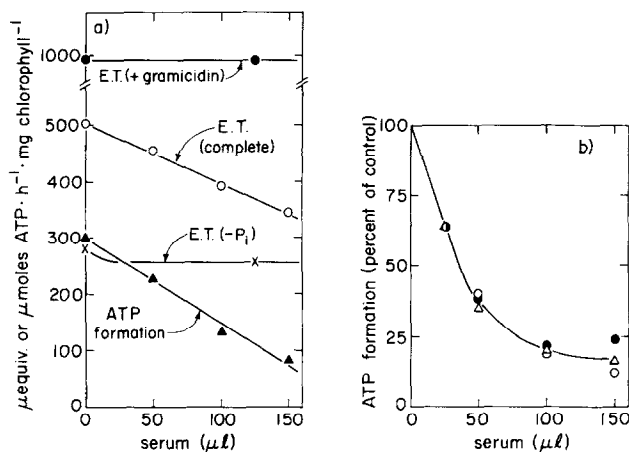 a)
1000
E.T.(+ gramicidin)
500
E.T.
(complete)
400
300
E.T.(-Pi)
200
ATP
formation
100
0
0 50 100 150
serum (μℓ)
μequiv. or μmoles ATP · h⁻¹ · mg chlorophyll⁻¹
b)
100
75
50
25
0
0 50 100 150
serum (μℓ)
ATP formation (percent of control)